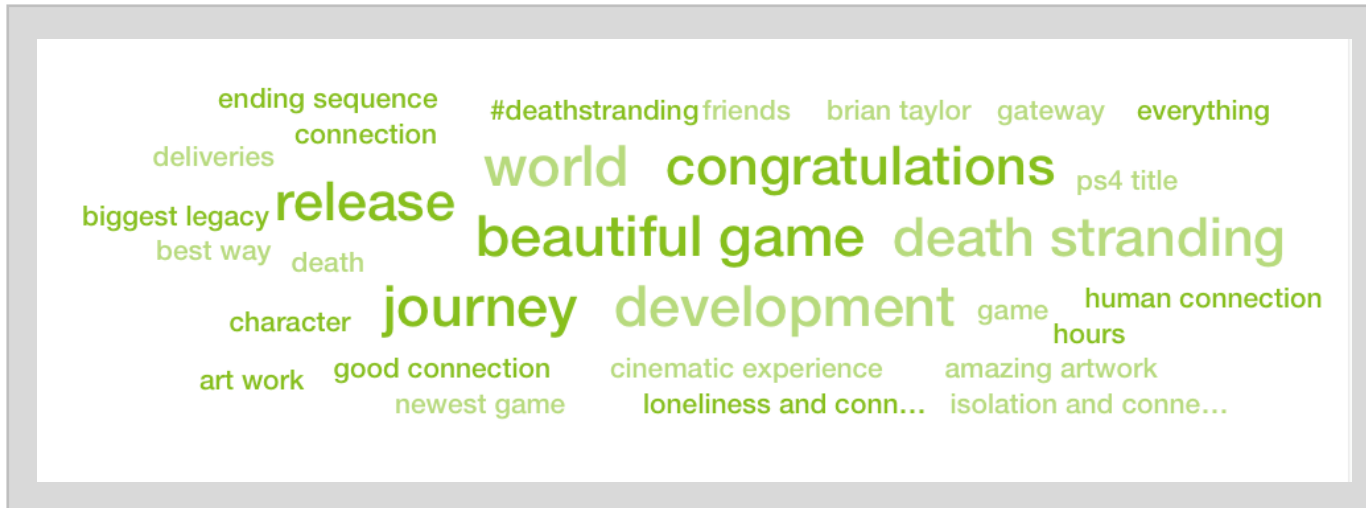 ending sequence
#deathstranding friends brian taylor gateway everything
connection
deliveries
world congratulations
ps4 title
release
biggest legacy
beautiful game death stranding
best way
death
human connection
journey development game
character
hours
good connection cinematic experience amazing artwork
art work
newest game loneliness and conn… isolation and conne…